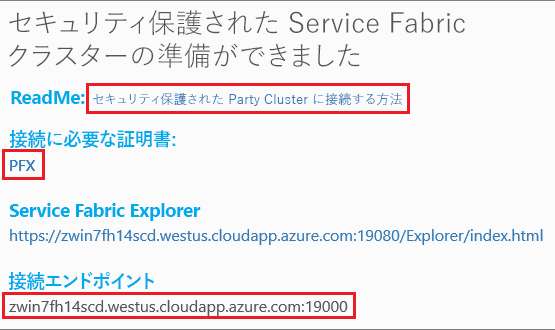 セキュリティ保護された Service Fabric
クラスターの準備ができました
ReadMe: セキュリティ保護された Party Cluster に接続する方法
接続に必要な証明書:
PFX
Service Fabric Explorer
https://zwin7fh14scd.westus.cloudapp.azure.com:19080/Explorer/index.html
接続エンドポイント
zwin7fh14scd.westus.cloudapp.azure.com:19000